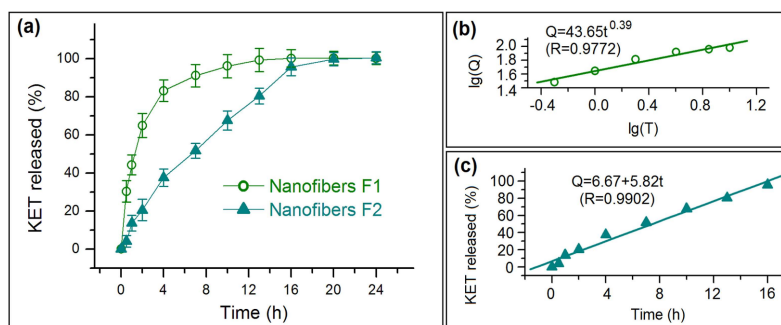 (a)
KET released (%)
100
80
60
40
20
0
Nanofibers F1
Nanofibers F2
0 4 8 12 16 20 24
Time (h)
(b)
lg(Q)
2.0
1.8
1.6
1.4
Q=43.65t^0.39
(R=0.9772)
-0.4 0.0 0.4 0.8 1.2
lg(T)
(c)
KET released (%)
100
80
60
40
20
0
Q=6.67+5.82t
(R=0.9902)
0 4 8 12 16
Time (h)